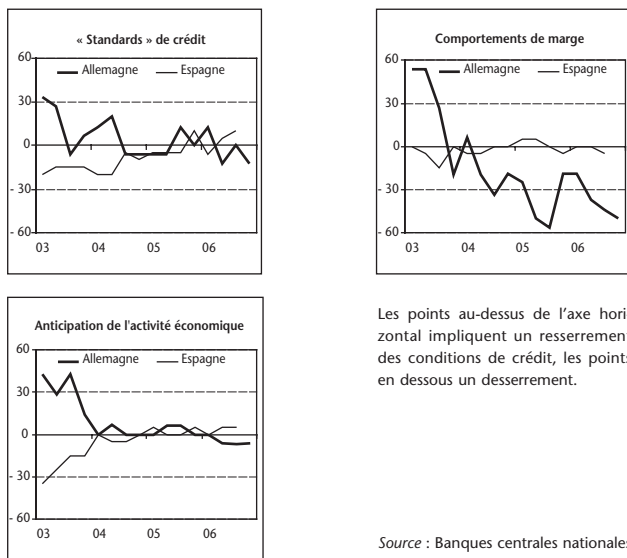 « Standards » de crédit
60
Allemagne Espagne
30
0
- 30
- 60
03 04 05 06
Comportements de marge
60
Allemagne Espagne
30
0
- 30
- 60
03 04 05 06
Anticipation de l'activité économique
60
Allemagne Espagne
30
0
- 30
- 60
03 04 05 06
Les points au-dessus de l'axe hori-
zontal impliquent un resserrement
des conditions de crédit, les points
en dessous un desserrement.
Source : Banques centrales nationales